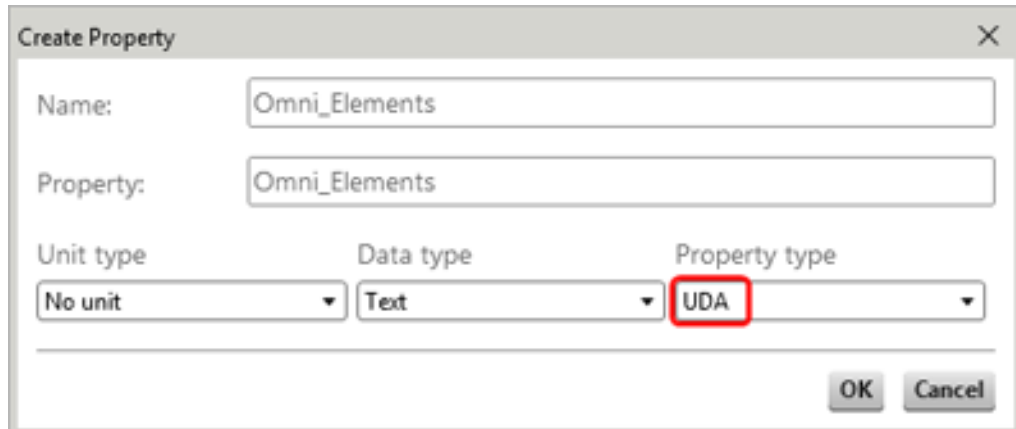 Create Property
Name: Omni_Elements
Property: Omni_Elements
Unit type Data type Property type
No unit Text UDA
OK Cancel